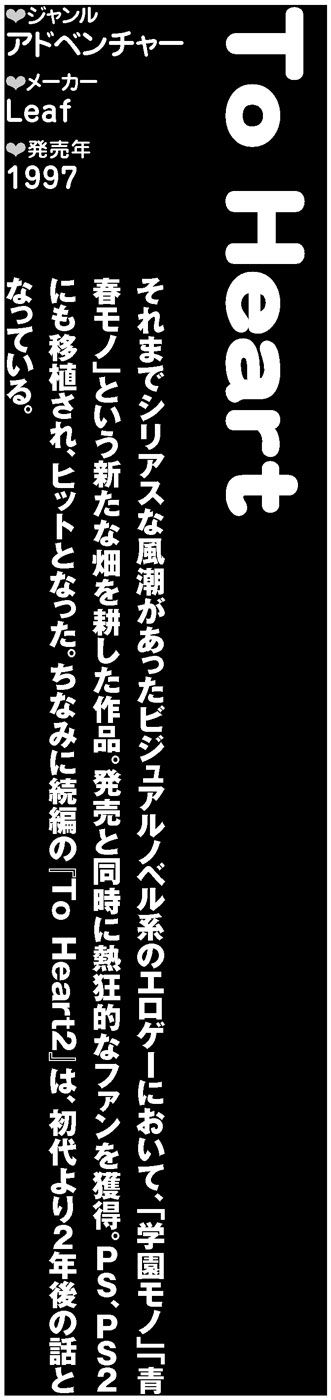 To Heart
❤ジャンル
アドベンチャー
❤メーカー
Leaf
❤発売年
1997
それまでシリアスな風潮があったビジュアルノベル系のエロゲーにおいて、「学園モノ」「青
春モノ」という新たな畑を耕した作品。発売と同時に熱狂的なファンを獲得。PS、PS2
にも移植され、ヒットとなった。ちなみに続編の『To Heart2』は、初代より2年後の話と
なっている。